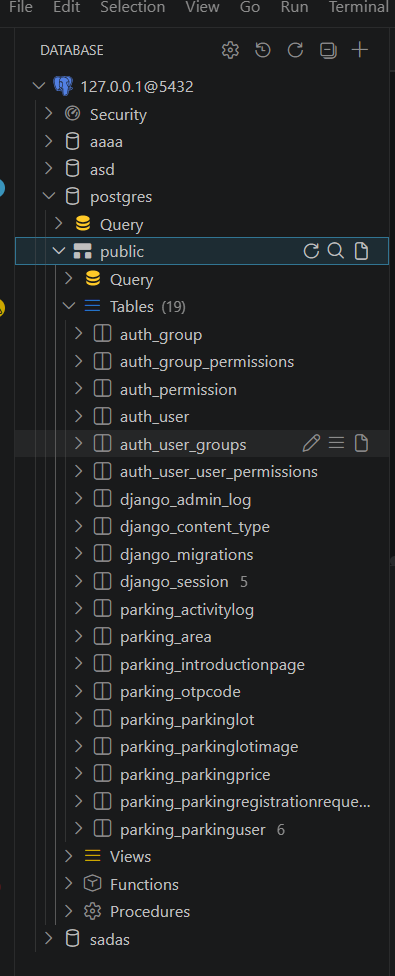 File Edit Selection View Go Run Terminal
DATABASE
127.0.0.1@5432
Security
aaaa
asd
postgres
Query
public
Query
Tables (19)
auth_group
auth_group_permissions
auth_permission
auth_user
auth_user_groups
auth_user_user_permissions
django_admin_log
django_content_type
django_migrations
django_session 5
parking_activitylog
parking_area
parking_introductionpage
parking_otpcode
parking_parkinglot
parking_parkinglotimage
parking_parkingprice
parking_parkingregistrationreque...
parking_parkinguser 6
Views
Functions
Procedures
sadas